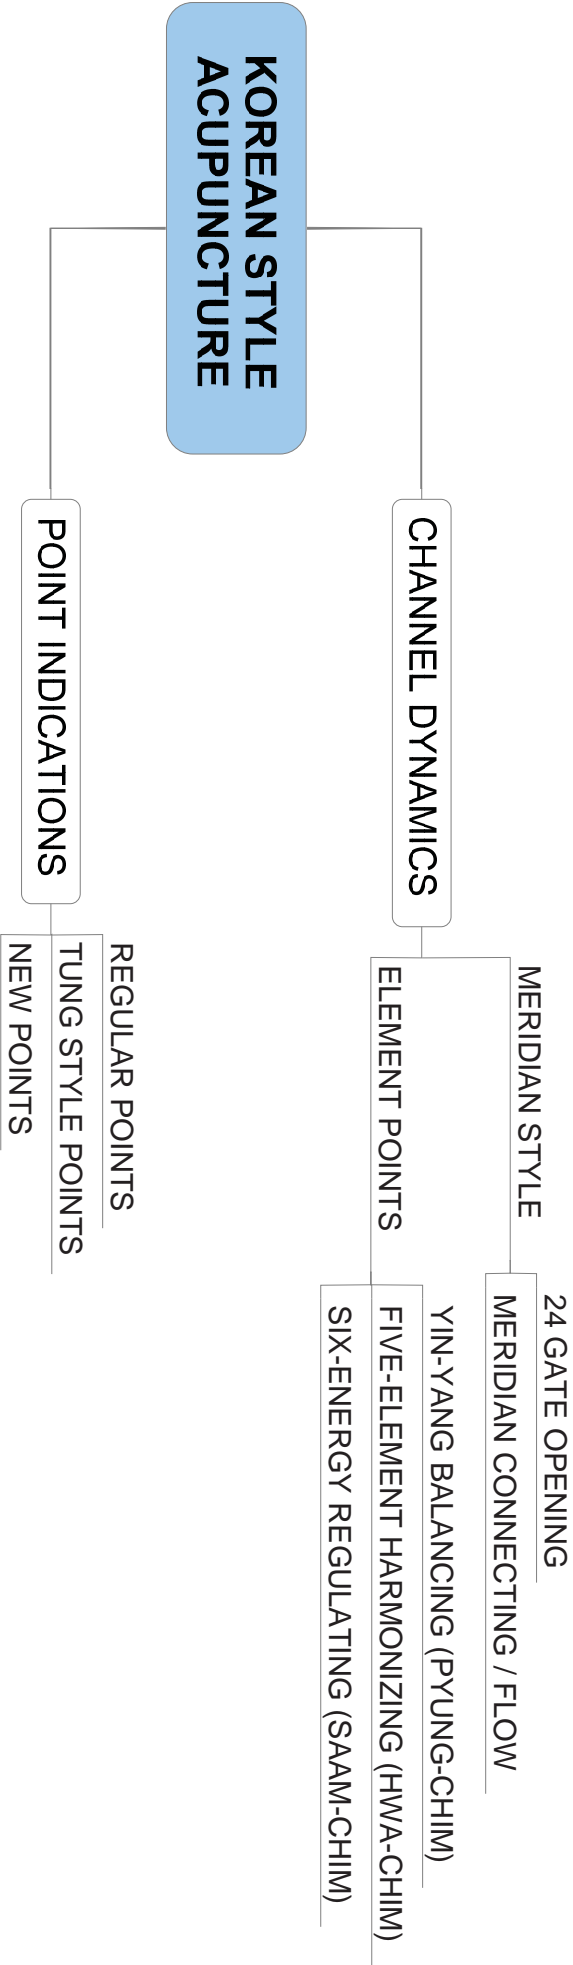 KOREAN STYLE
ACUPUNCTURE
CHANNEL DYNAMICS
MERIDIAN STYLE
24 GATE OPENING
MERIDIAN CONNECTING / FLOW
ELEMENT POINTS
YIN-YANG BALANCING (PYUNG-CHIM)
FIVE-ELEMENT HARMONIZING (HWA-CHIM)
SIX-ENERGY REGULATING (SAAM-CHIM)
POINT INDICATIONS
REGULAR POINTS
TUNG STYLE POINTS
NEW POINTS